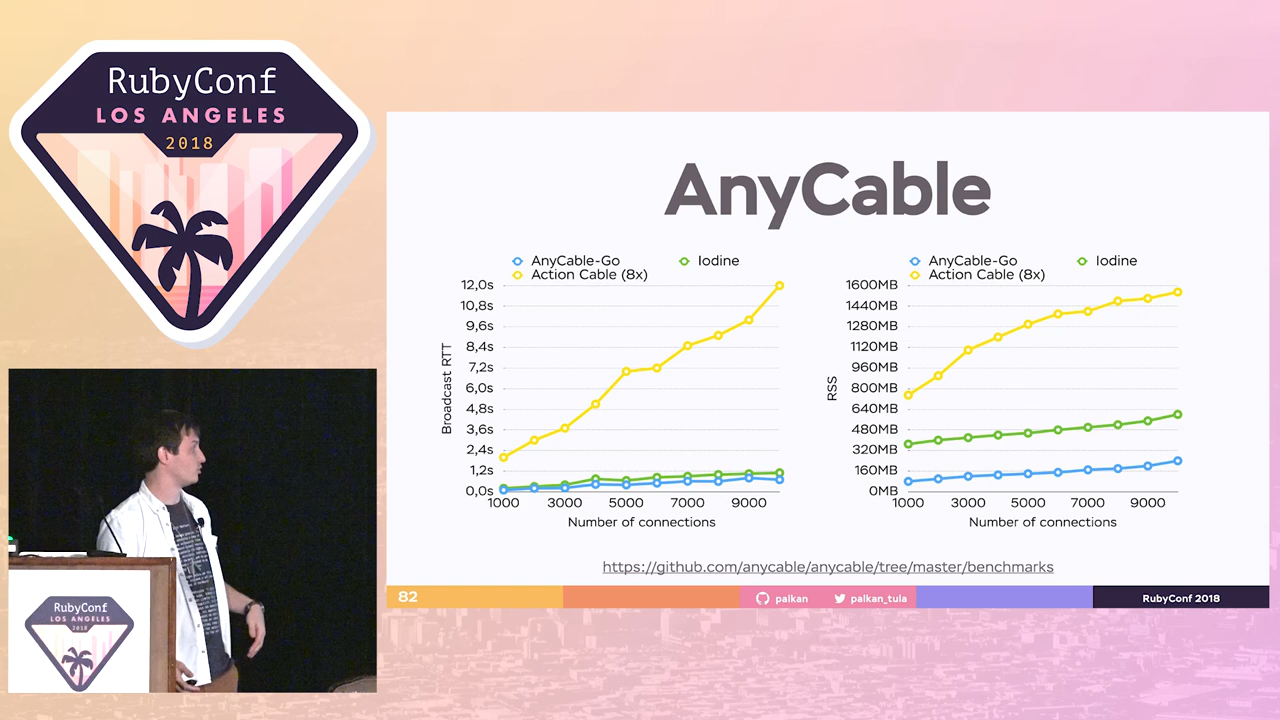 RubyConf
LOS ANGELES
2018
AnyCable
AnyCable-Go
Iodine
Action Cable (8x)
12,0s
10,8s
9,6s
8,4s
7,2s
6,0s
4,8s
3,6s
2,4s
1,2s
0,0s
Broadcast RTT
1000 3000 5000 7000 9000
Number of connections
AnyCable-Go
Iodine
Action Cable (8x)
1600MB
1440MB
1280MB
1120MB
960MB
800MB
640MB
480MB
320MB
160MB
0MB
RSS
1000 3000 5000 7000 9000
Number of connections
https://github.com/anycable/anycable/tree/master/benchmarks
82
palkan
palkan_tula
RubyConf 2018
RubyConf
LOS ANGELES
2018